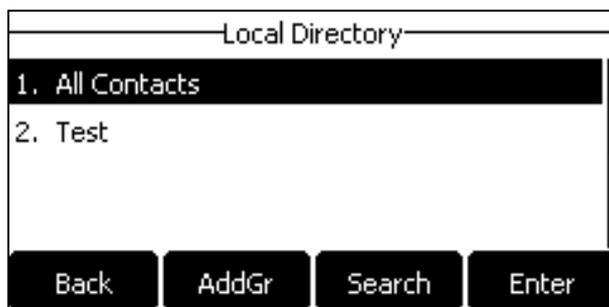 Local Directory
1. All Contacts
2. Test
Back AddGr Search Enter